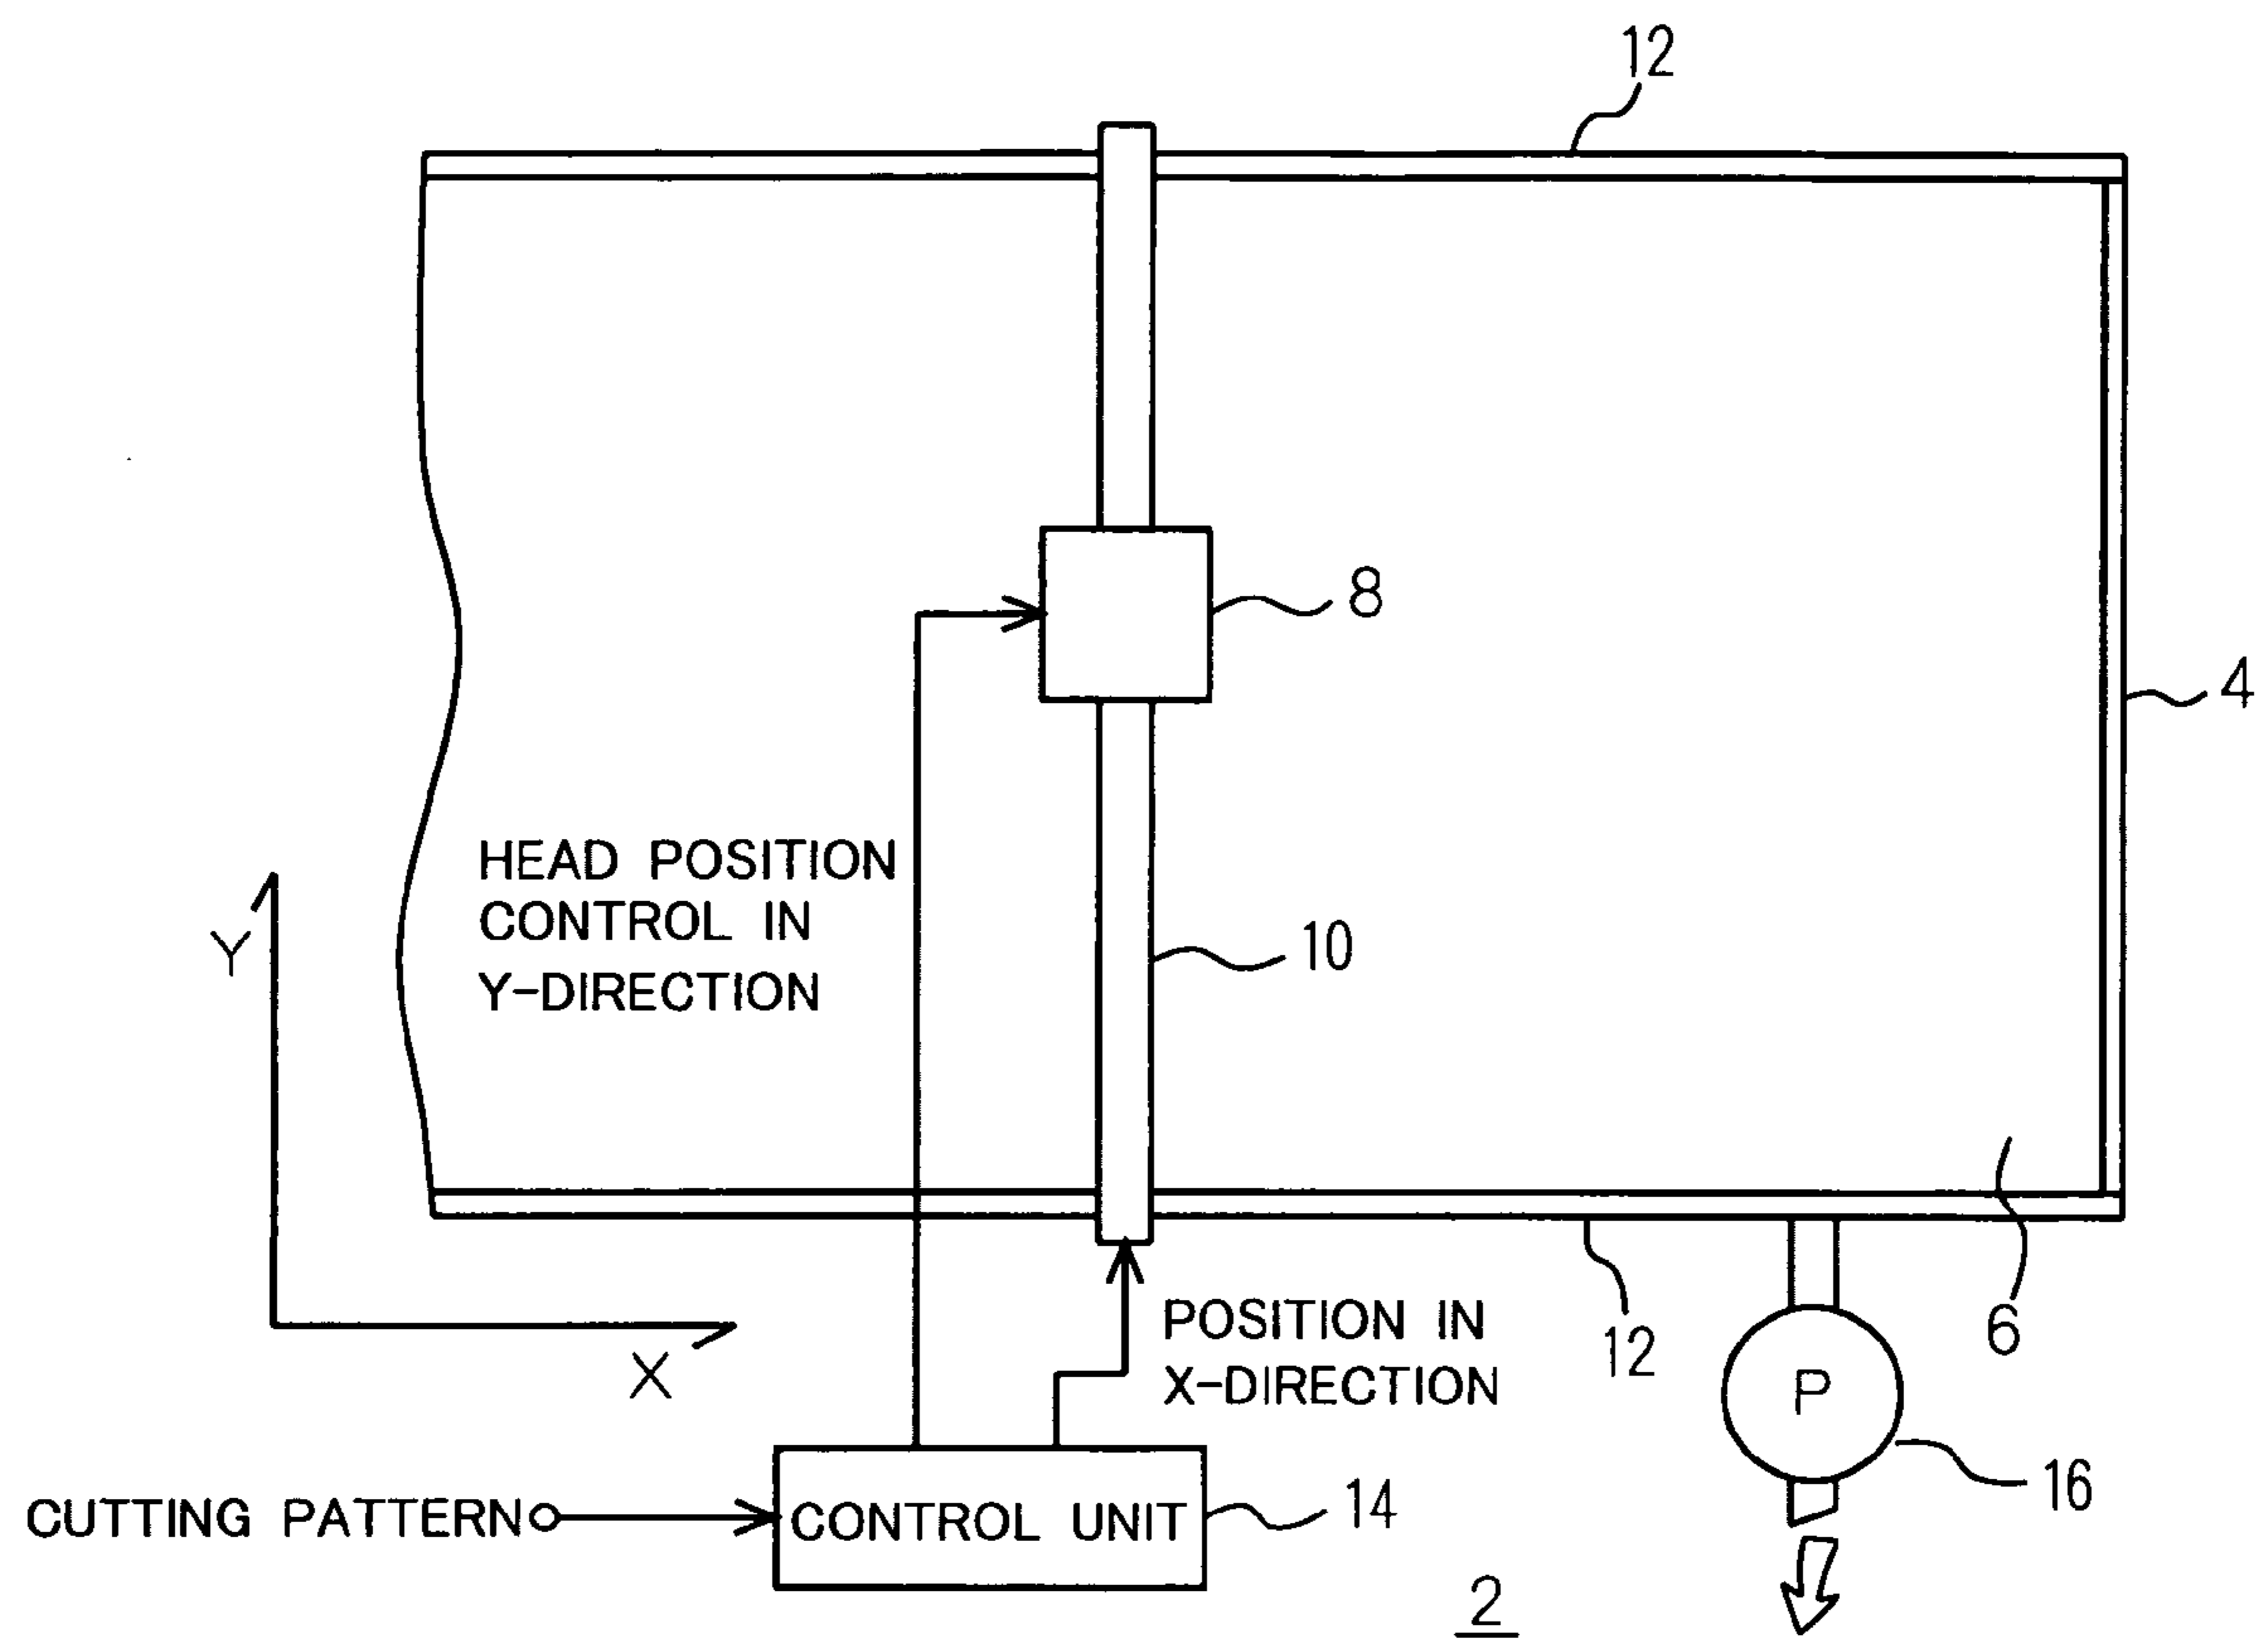 12
8
4
HEAD POSITION
CONTROL IN
Y-DIRECTION
Y
10
X
POSITION IN
X-DIRECTION
12
6
P
16
CUTTING PATTERN
CONTROL UNIT
14
2